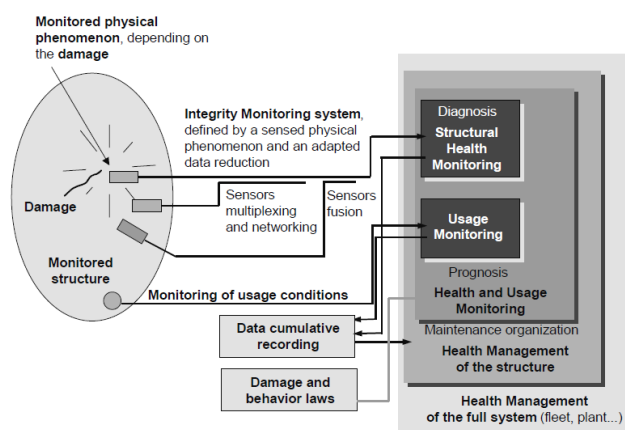 Monitored physical
phenomenon, depending on
the damage
Integrity Monitoring system,
defined by a sensed physical
phenomenon and an adapted
data reduction
Damage
Sensors
multiplexing
and networking
Sensors
fusion
Monitored
structure
Monitoring of usage conditions
Diagnosis
Structural
Health
Monitoring
Usage
Monitoring
Prognosis
Health and Usage
Monitoring
Data cumulative
recording
Maintenance organization
Health Management
of the structure
Damage and
behavior laws
Health Management
of the full system (fleet, plant...)